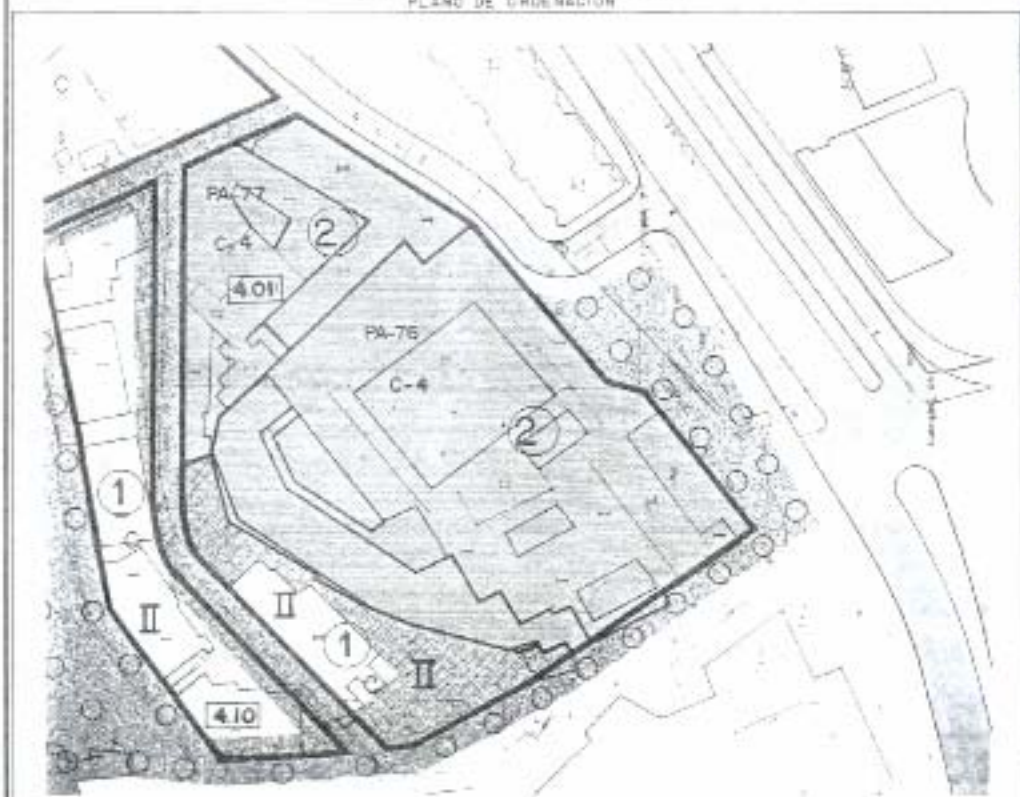 PLANO DE ORDENACION
CALLE
PA-77
2
C-4
4.01
PA-76
C-4
2
1
II
II
1
II
4.10